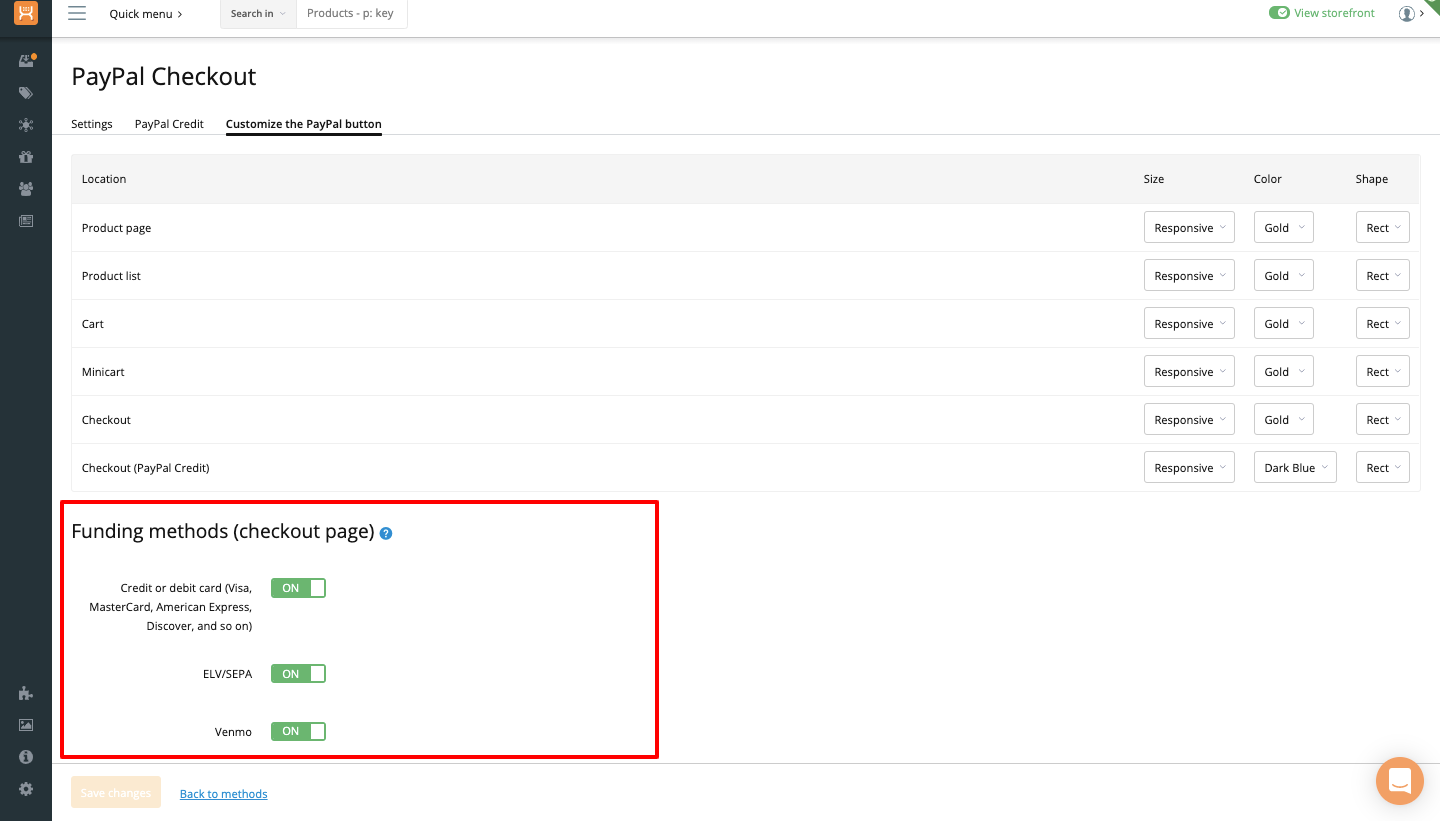 Quick menu
Search in
Products - p: key
View storefront
PayPal Checkout
Settings PayPal Credit Customize the PayPal button
Location Size Color Shape
Product page Responsive Gold Rect
Product list Responsive Gold Rect
Cart Responsive Gold Rect
Minicart Responsive Gold Rect
Checkout Responsive Gold Rect
Checkout (PayPal Credit) Responsive Dark Blue Rect
Funding methods (checkout page) ?
Credit or debit card (Visa, ON
MasterCard, American Express,
Discover, and so on)
ELV/SEPA ON
Venmo ON
Save changes Back to methods